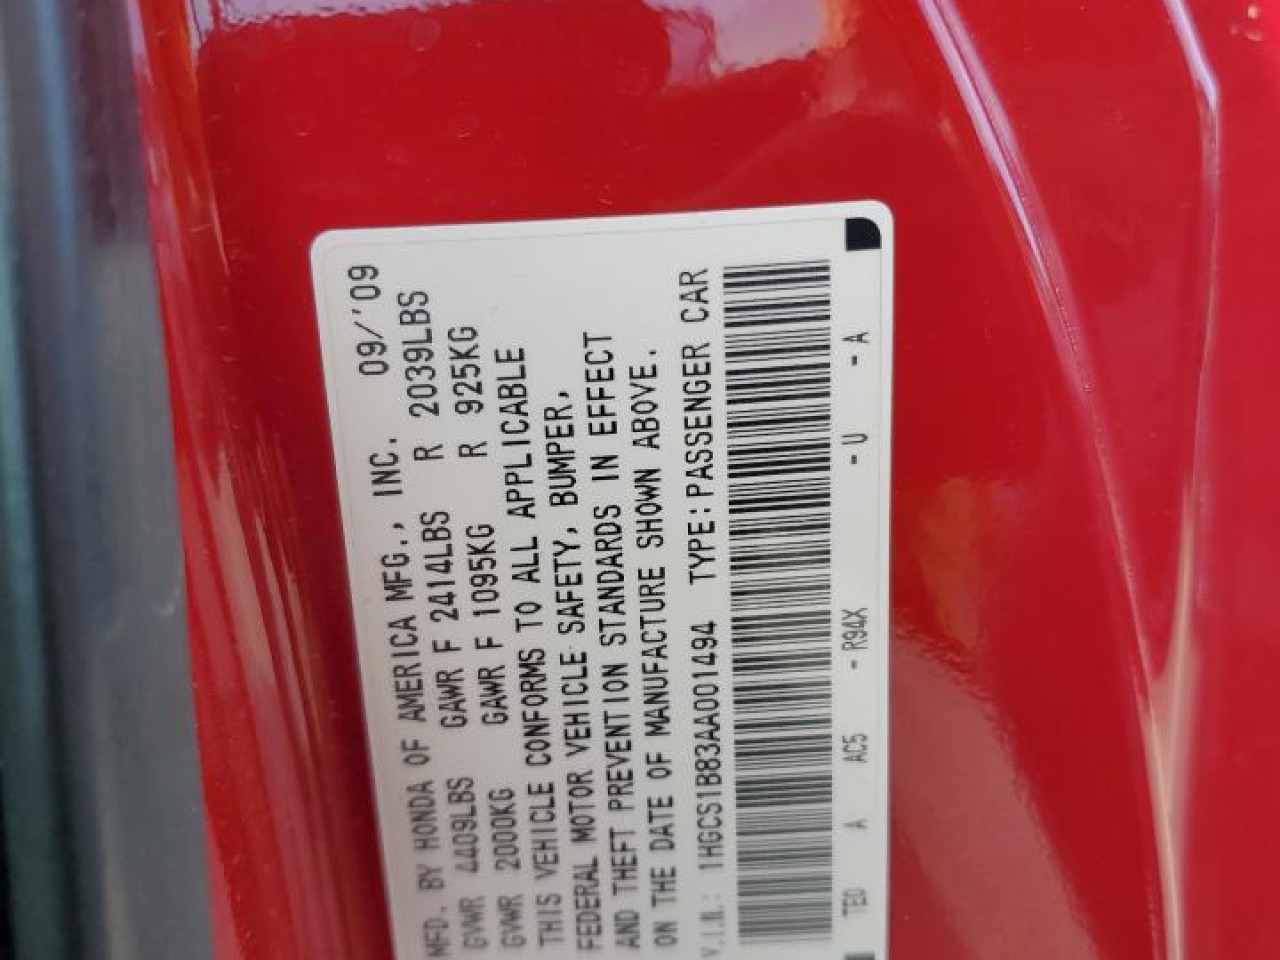 MFD. BY HONDA OF AMERICA MFG., INC. 09/'09
GVWR 4409LBS GAWR F 2414LBS R 2039LBS
GVWR 2000KG GAWR F 1095KG R 925KG
THIS VEHICLE CONFORMS TO ALL APPLICABLE
FEDERAL MOTOR VEHICLE SAFETY, BUMPER,
AND THEFT PREVENTION STANDARDS IN EFFECT
ON THE DATE OF MANUFACTURE SHOWN ABOVE.
V.I.N.: 1HGCS1B83AA001494 TYPE:PASSENGER CAR
TE0 A AC5 - R94X - U - A